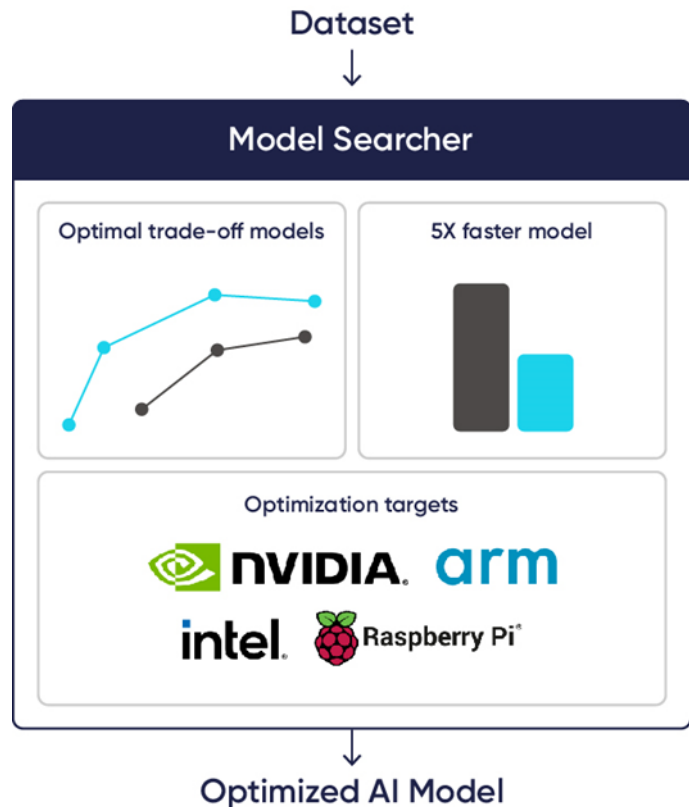 Dataset
Model Searcher
Optimal trade-off models
5X faster model
Optimization targets
NVIDIA.
arm
intel.
Raspberry Pi®
Optimized AI Model